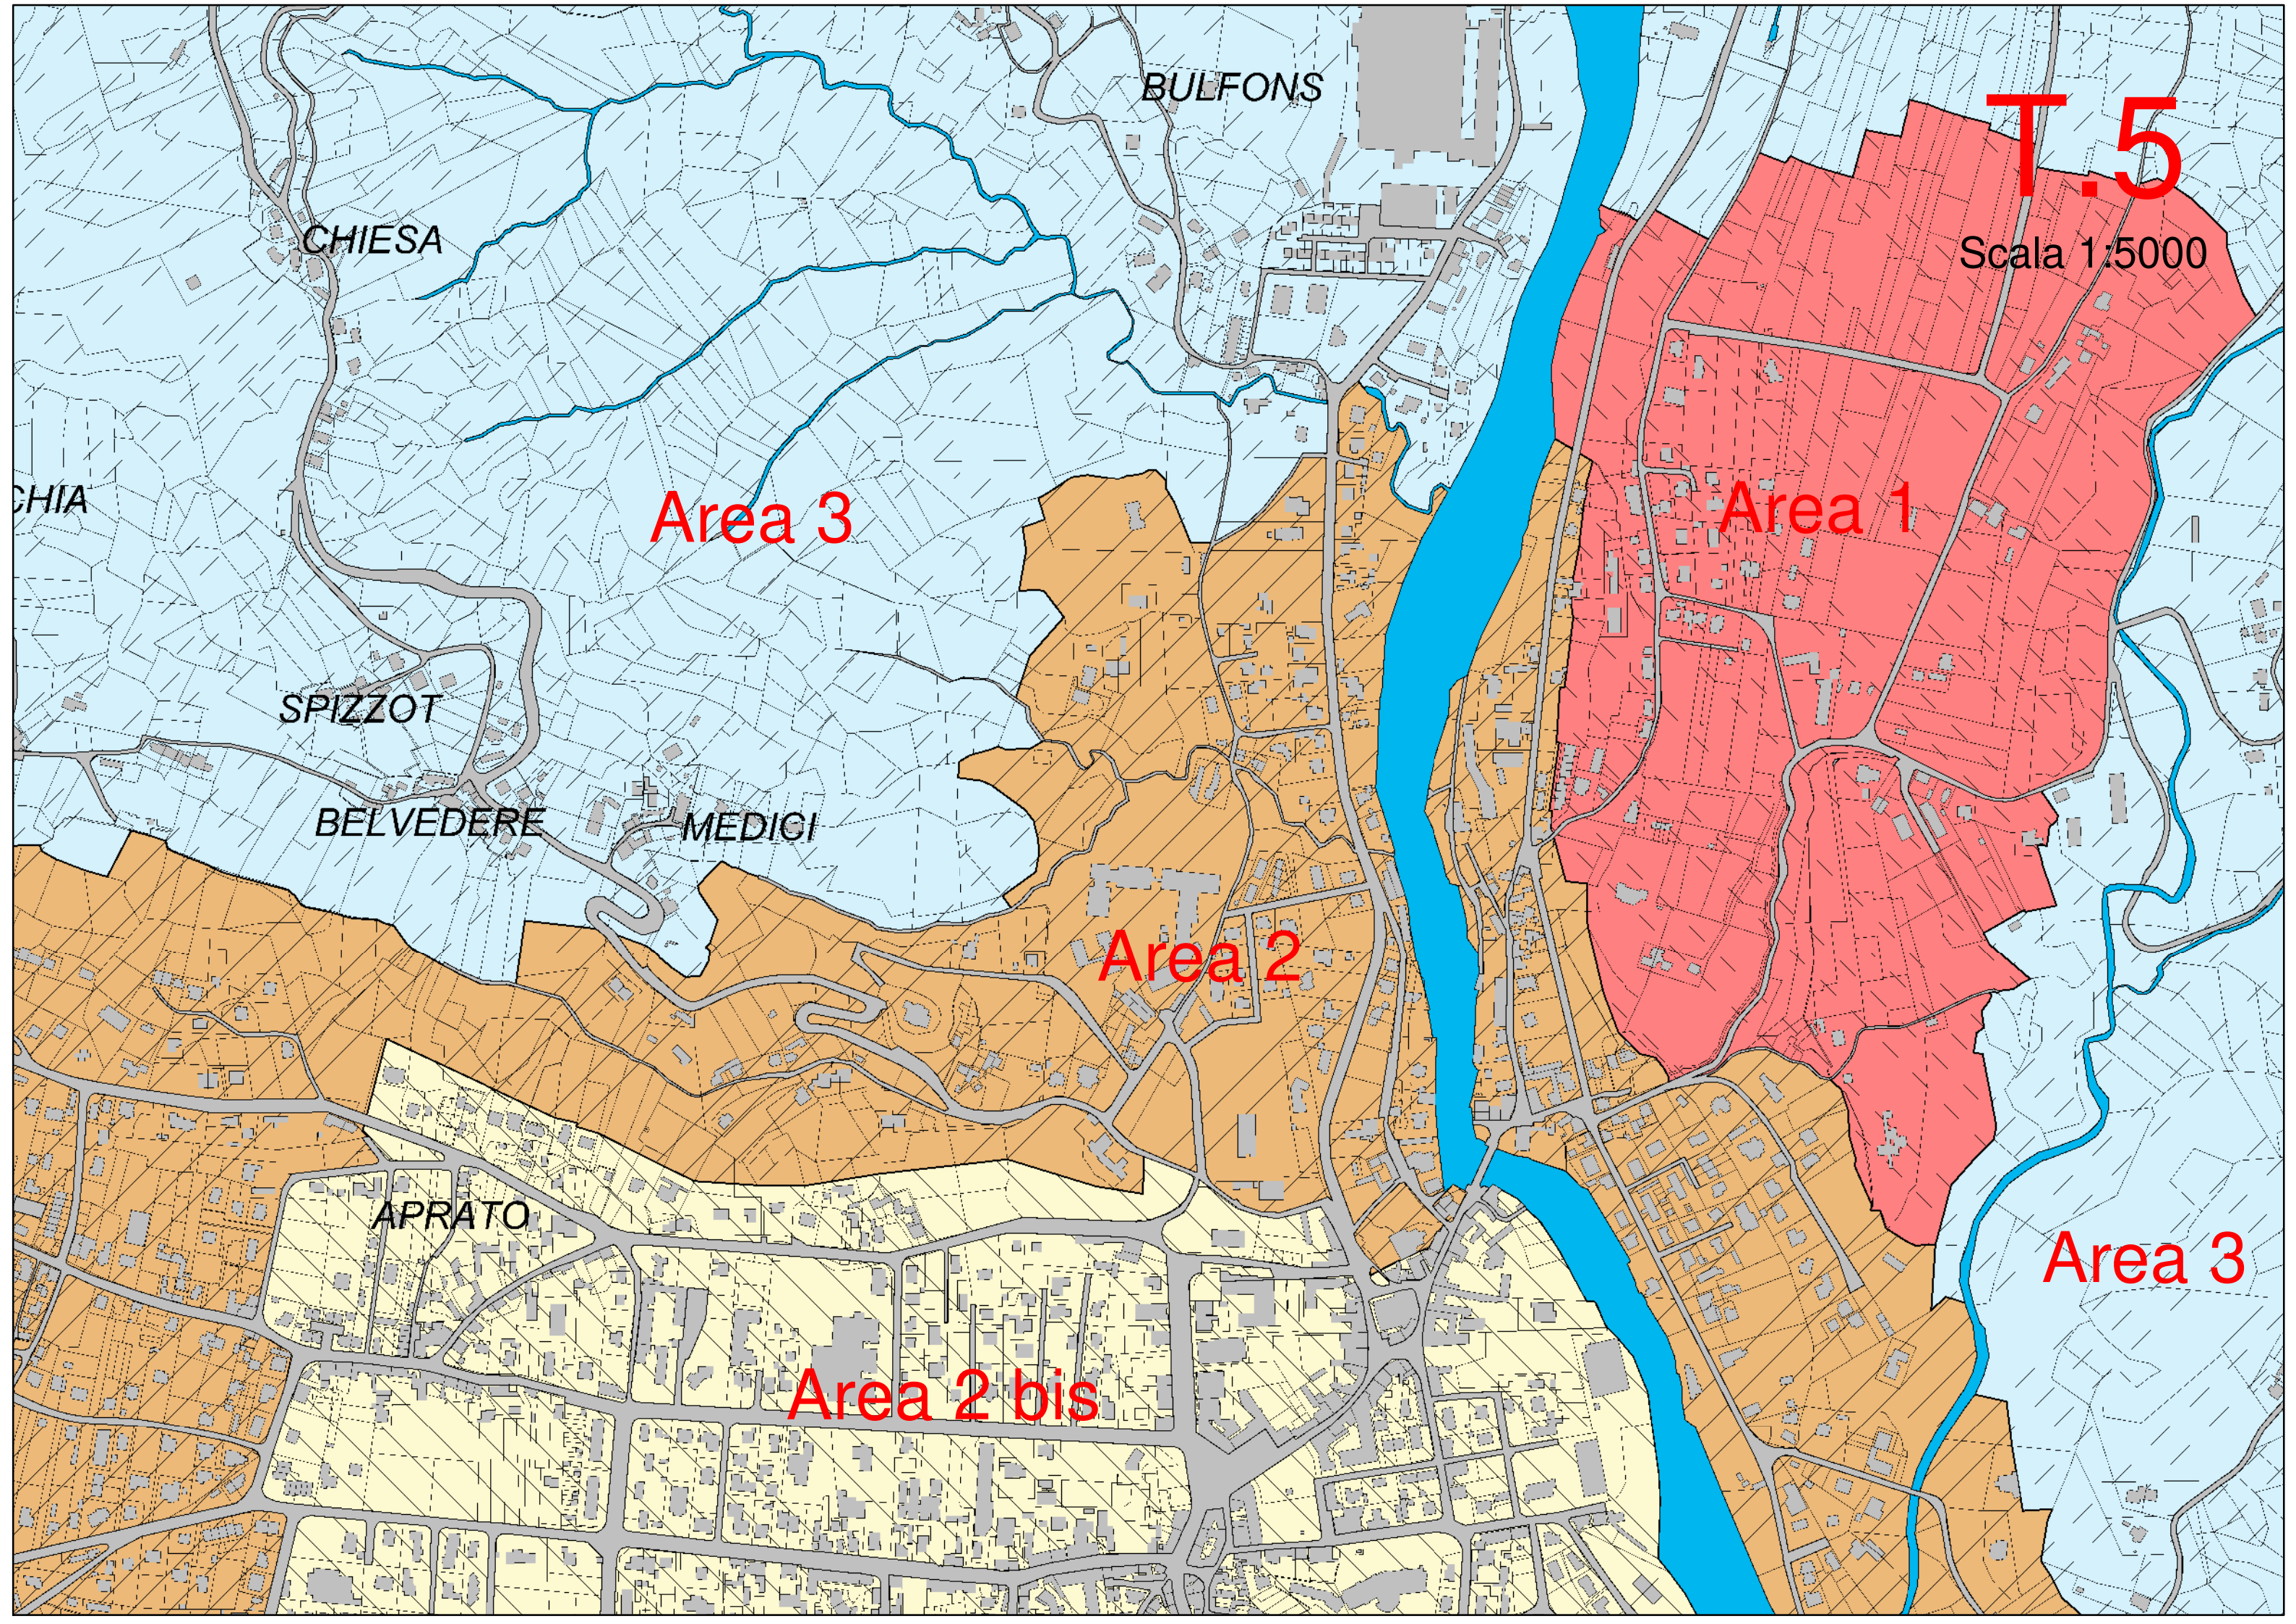 BULFONS
T.5
CHIESA
Scala 1:5000
CHIA
Area 3
Area 1
SPIZZOT
BELVEDERE
MEDICI
Area 2
APRATO
Area 3
Area 2 bis